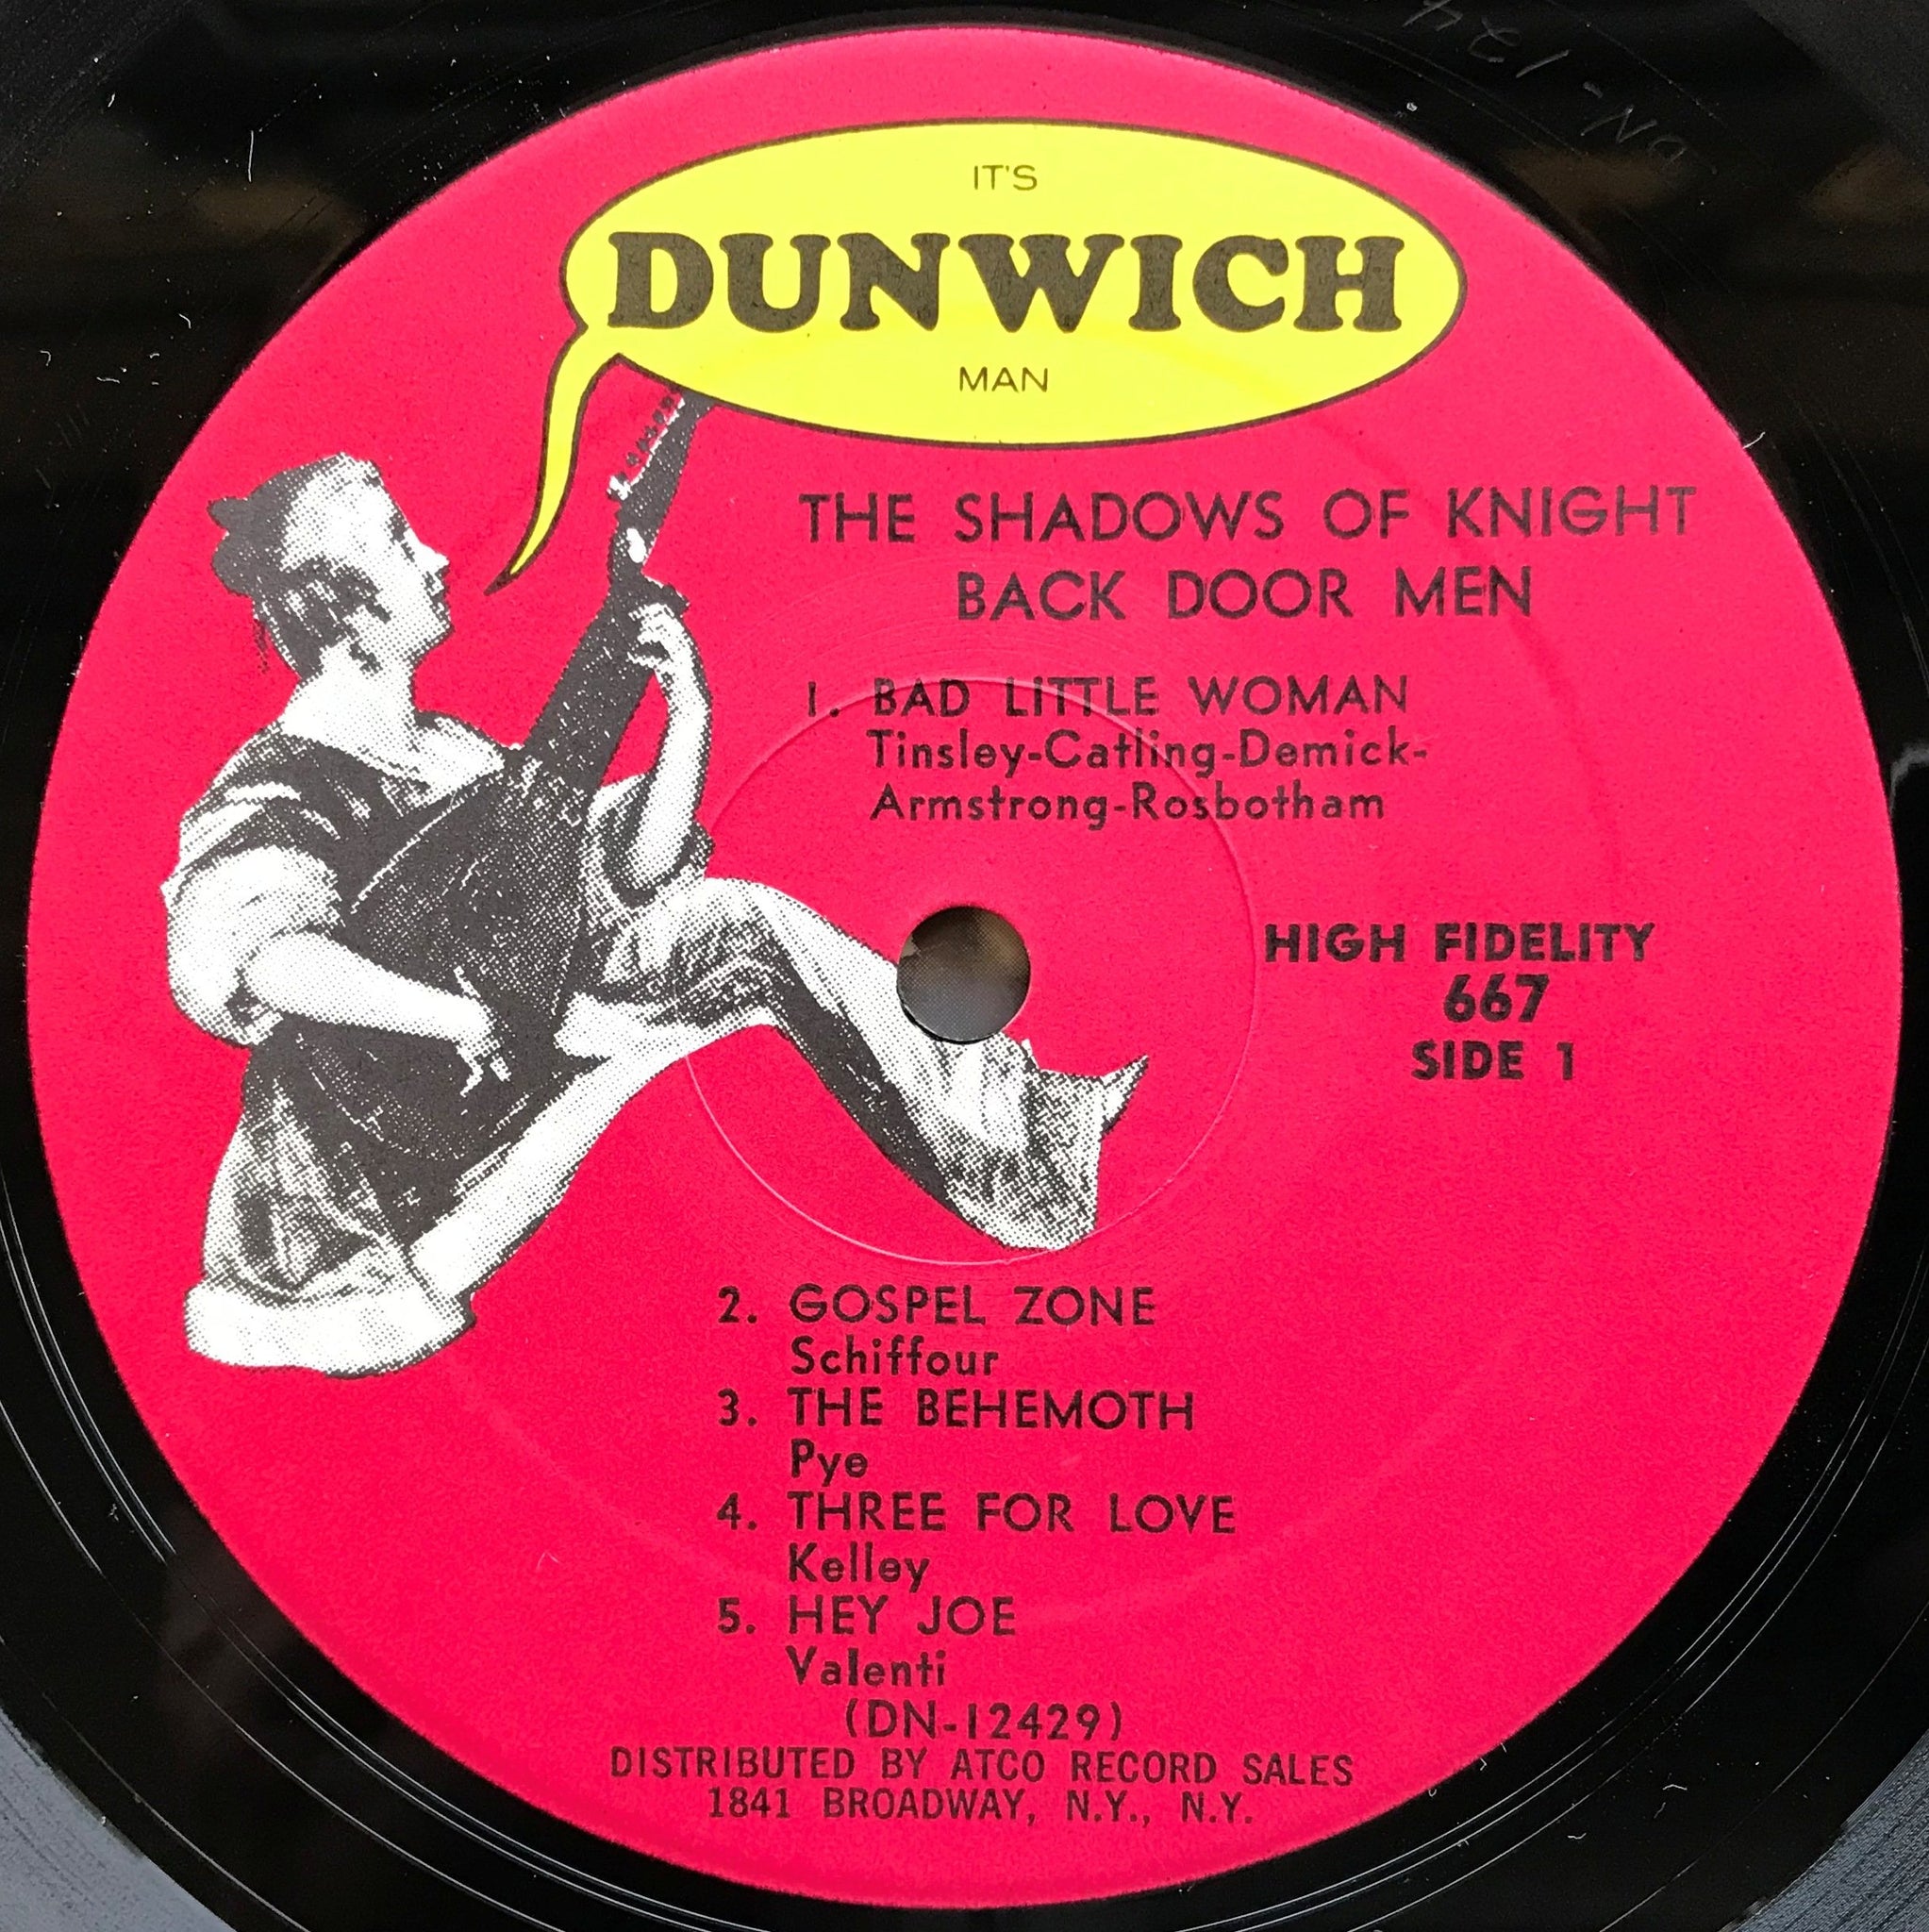 IT'S
DUNWICH
MAN
THE SHADOWS OF KNIGHT
BACK DOOR MEN
1. BAD LITTLE WOMAN
Tinsley-Catling-Demick-
Armstrong-Rosbotham
HIGH FIDELITY
667
SIDE 1
2. GOSPEL ZONE
Schiffour
3. THE BEHEMOTH
Pye
4. THREE FOR LOVE
Kelley
5. HEY JOE
Valenti
(DN-12429)
DISTRIBUTED BY ATCO RECORD SALES
1841 BROADWAY, N.Y., N.Y.